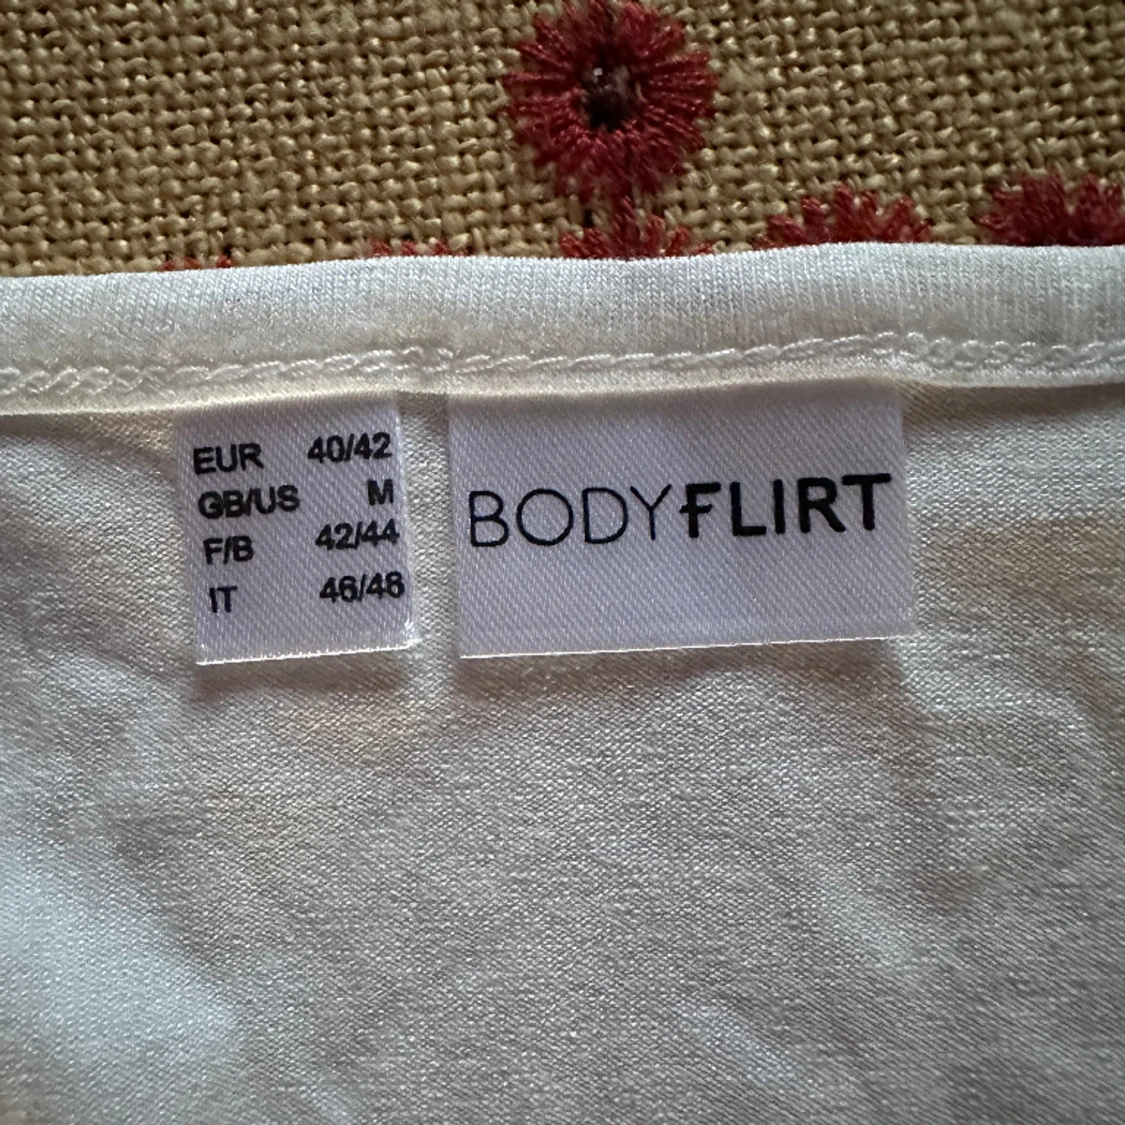 EUR 40/42
GB/US M
F/B 42/44
IT 46/48
BODYFLIRT